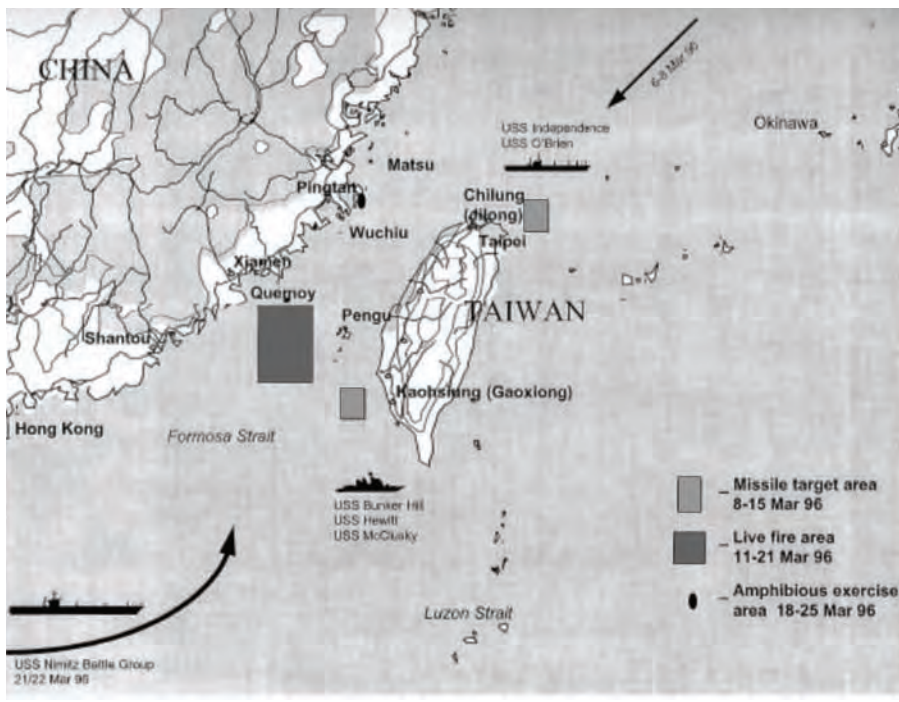 CHINA
6-8 Mar 96
USS Independence
USS O'Brien
Okinawa
Matsu
Pingtan
Chilung
(Jilong)
Taipei
Wuchiu
Xiamen
Quemoy
Pengu
TAIWAN
Shantou
Kaohsiung (Gaoxiong)
Hong Kong
Formosa Strait
USS Bunker Hill
USS Hewitt
USS McClusky
Missile target area
8-15 Mar 96
Live fire area
11-21 Mar 96
Amphibious exercise
area 18-25 Mar 96
Luzon Strait
USS Nimitz Battle Group
21/22 Mar 96